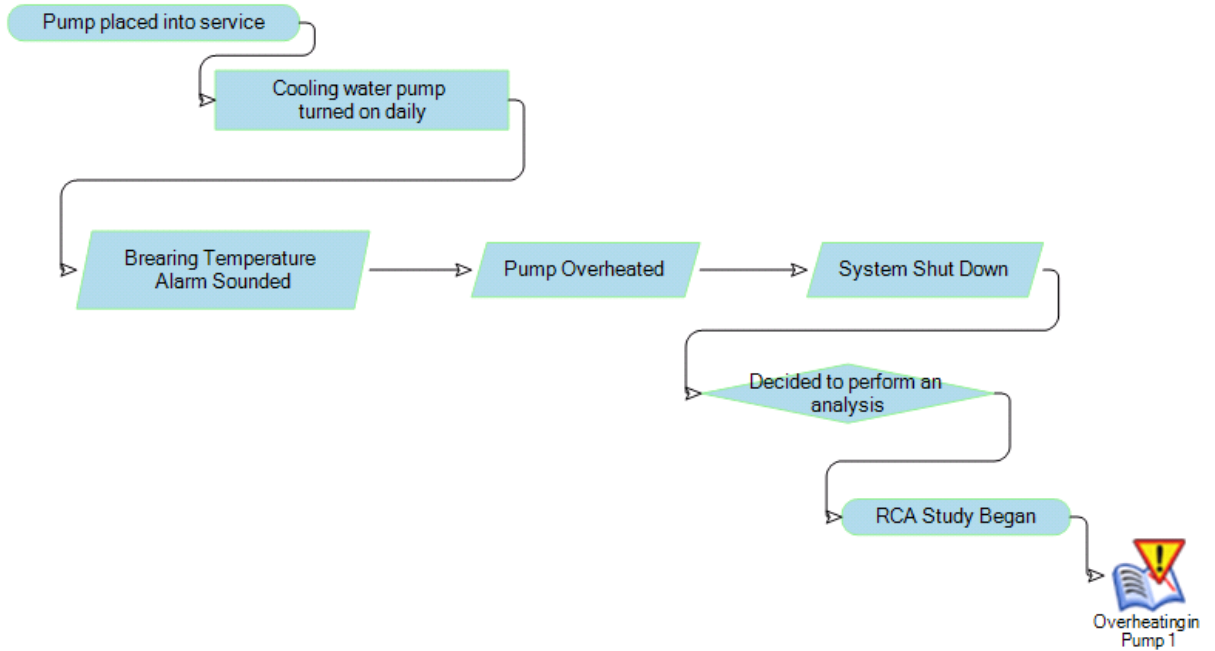 Pump placed into service
Cooling water pump
turned on daily
Brearing Temperature
Alarm Sounded
Pump Overheated
System Shut Down
Decided to perform an
analysis
RCA Study Began
Overheating in
Pump 1